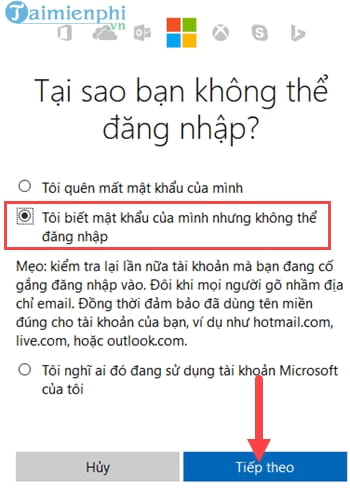 Taimienphi
.vn
Tại sao bạn không thể
đăng nhập?
Tôi quên mất mật khẩu của mình
Tôi biết mật khẩu của mình nhưng không thể
đăng nhập
Mẹo: kiểm tra lại lần nữa tài khoản mà bạn đang cố
gắng đăng nhập vào. Đôi khi mọi người gõ nhầm địa
chỉ email. Đồng thời đảm bảo đã dùng tên miền
đúng cho tài khoản của bạn, ví dụ như hotmail.com,
live.com, hoặc outlook.com.
Tôi nghĩ ai đó đang sử dụng tài khoản Microsoft
của tôi
Hủy
Tiếp theo